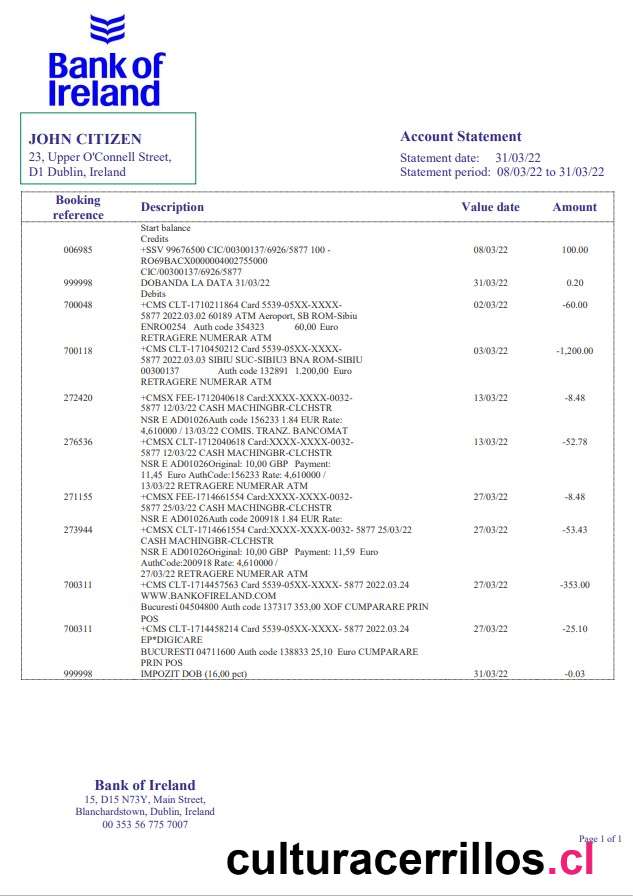 Bank of
Ireland
JOHN CITIZEN
23, Upper O'Connell Street,
D1 Dublin, Ireland
Account Statement
Statement date: 31/03/22
Statement period: 08/03/22 to 31/03/22
Booking reference Description Value date Amount
Start balance
Credits
006985 +SSV 99676500 CIC/00300137/6926/5877 100 - 08/03/22 100.00
RO69BACX0000004002755000
CIC/00300137/6926/5877
999998 DOBANDA LA DATA 31/03/22 31/03/22 0.20
Debits
700048 +CMS CLT-1710211864 Card 5539-05XX-XXXX- 02/03/22 -60.00
5877 2022.03.02 60189 ATM Aeroport, SB ROM-Sibiu
ENRO0254 Auth code 354323 60,00 Euro
RETRAGERE NUMERAR ATM
700118 +CMS CLT-1710450212 Card 5539-05XX-XXXX- 03/03/22 -1,200.00
5877 2022.03.03 SIBIU SUC-SIBIU3 BNA ROM-SIBIU
00300137 Auth code 132891 1.200,00 Euro
RETRAGERE NUMERAR ATM
272420 +CMSX FEE-1712040618 Card:XXXX-XXXX-0032- 13/03/22 -8.48
5877 12/03/22 CASH MACHINGBR-CLCHSTR
NSR E AD01026Auth code 156233 1.84 EUR Rate:
4,610000 / 13/03/22 COMIS. TRANZ. BANCOMAT
276536 +CMSX CLT-1712040618 Card:XXXX-XXXX-0032- 13/03/22 -52.78
5877 12/03/22 CASH MACHINGBR-CLCHSTR
NSR E AD01026Original: 10,00 GBP Payment:
11,45 Euro AuthCode:156233 Rate: 4,610000 /
13/03/22 RETRAGERE NUMERAR ATM
271155 +CMSX FEE-1714661554 Card:XXXX-XXXX-0032- 27/03/22 -8.48
5877 25/03/22 CASH MACHINGBR-CLCHSTR
NSR E AD01026Auth code 200918 1.84 EUR Rate:
273944 +CMSX CLT-1714661554 Card:XXXX-XXXX-0032- 5877 25/03/22 27/03/22 -53.43
CASH MACHINGBR-CLCHSTR
NSR E AD01026Original: 10,00 GBP Payment: 11,59 Euro
AuthCode:200918 Rate: 4,610000 /
27/03/22 RETRAGERE NUMERAR ATM
700311 +CMS CLT-1714457563 Card 5539-05XX-XXXX- 5877 2022.03.24 27/03/22 -353.00
WWW.BANKOFIRELAND.COM
Bucuresti 04504800 Auth code 137317 353,00 XOF CUMPARARE PRIN
POS
700311 +CMS CLT-1714458214 Card 5539-05XX-XXXX- 5877 2022.03.24 27/03/22 -25.10
EP*DIGICARE
BUCURESTI 04711600 Auth code 138833 25,10 Euro CUMPARARE
PRIN POS
999998 IMPOZIT DOB (16,00 pct) 31/03/22 -0.03
Bank of Ireland
15, D15 N73Y, Main Street,
Blanchardstown, Dublin, Ireland
00 353 56 775 7007
Page 1 of 1
culturacerrillos.cl